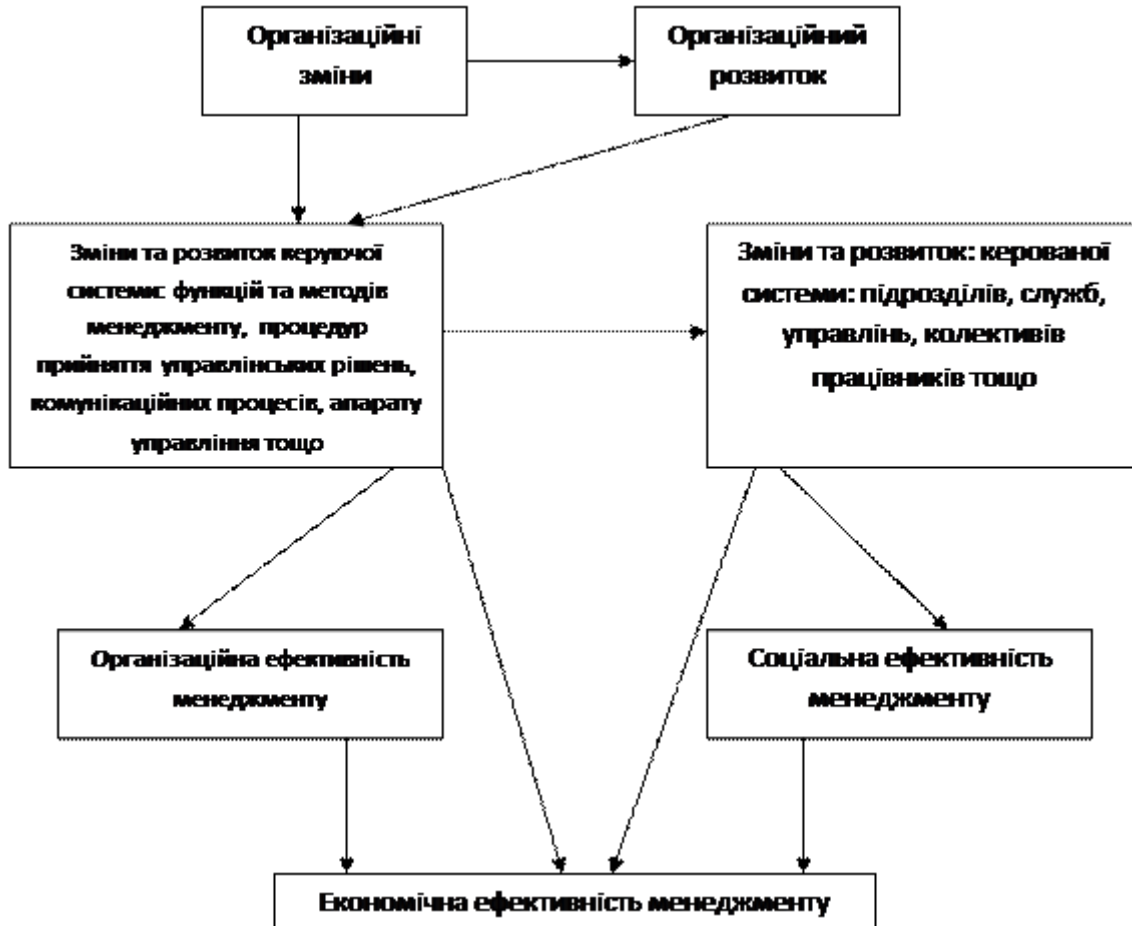 Організаційні
зміни
Організаційний
розвиток
Зміни та розвиток керуючої
системи: функцій та методів
менеджменту, процедур
прийняття управлінських рішень,
комунікаційних процесів, апарату
управління тощо
Зміни та розвиток: керованої
системи: підрозділів, служб,
управлінь, колективів
працівників тощо
Організаційна ефективність
менеджменту
Соціальна ефективність
менеджменту
Економічна ефективність менеджменту